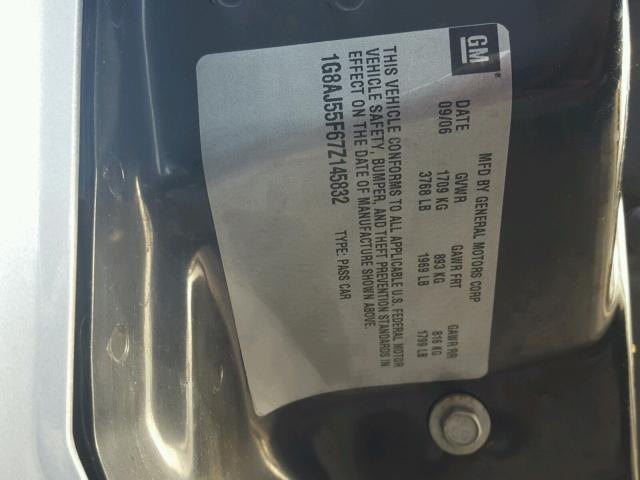 GM
MFD BY GENERAL MOTORS CORP
DATE GVWR GAWR FRT GAWR RR
09/06 1709 KG 893 KG 816 KG
3768 LB 1969 LB 1799 LB
THIS VEHICLE CONFORMS TO ALL APPLICABLE U.S. FEDERAL MOTOR
VEHICLE SAFETY, BUMPER, AND THEFT PREVENTION STANDARDS IN
EFFECT ON THE DATE OF MANUFACTURE SHOWN ABOVE.
1G8AJ55F67Z145832 TYPE: PASS CAR